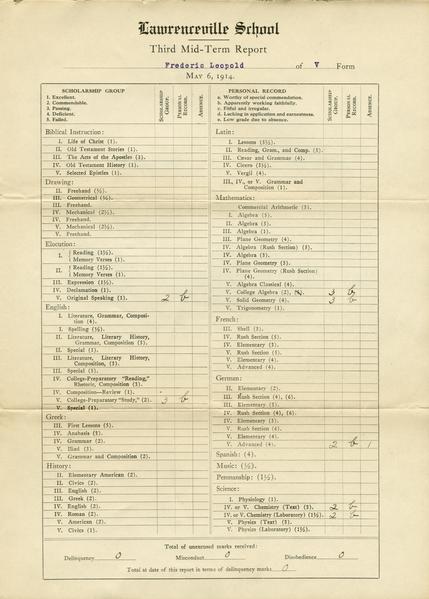 Lawrenceville School
Third Mid-Term Report
Frederic Leopold of V Form
May 6, 1914.
SCHOLARSHIP GROUP
1. Excellent.
2. Commendable.
3. Passing.
4. Deficient.
5. Failed.
SCHOLARSHIP GROUP.
PERSONAL RECORD.
ABSENCE.
Biblical Instruction:
I. Life of Christ (1).
II. Old Testament Stories (1).
III. The Acts of the Apostles (1).
IV. Old Testament History (1).
V. Selected Epistles (1).
Drawing:
II. Freehand (½).
III. Geometrical (½).
III. Freehand.
IV. Mechanical (2½).
IV. Freehand.
V. Mechanical (2½).
V. Freehand.
Elocution:
I. Reading (1½).
Memory Verses (1).
II. Reading (1½).
Memory Verses (1).
III. Expression (1½).
IV. Declamation (1).
V. Original Speaking (1). 2 b
English:
I. Literature, Grammar, Composition (4).
I. Spelling (½).
II. Literature, Literary History, Grammar, Composition (3).
II. Special (1).
III. Literature, Literary History, Composition, (3).
III. Special (1).
IV. College-Preparatory "Reading," Rhetoric, Composition (3).
IV. Composition—Review (1).
V. College-Preparatory "Study," (2). 3 b
V. Special (1).
Greek:
III. First Lessons (5).
IV. Anabasis (5).
IV. Grammar (2).
V. Iliad (5).
V. Grammar and Composition (2).
History:
II. Elementary American (2).
II. Civics (2).
III. English (2).
III. Greek (2).
IV. English (2).
IV. Roman (2).
V. American (2).
V. Civics (1).
PERSONAL RECORD
a. Worthy of special commendation.
b. Apparently working faithfully.
c. Fitful and irregular.
d. Lacking in application and earnestness.
e. Low grade due to absence.
SCHOLARSHIP GROUP.
PERSONAL RECORD.
ABSENCE.
Latin:
I. Lessons (5½).
II. Reading, Gram., and Comp. (5).
III. Cæsar and Grammar (4).
IV. Cicero (5½).
V. Vergil (4).
III., IV., or V. Grammar and Composition (1).
Mathematics:
Commercial Arithmetic (3).
I. Algebra (5).
II. Algebra (5).
III. Algebra (1).
III. Plane Geometry (4).
IV. Algebra (Rush Section) (5).
IV. Algebra (3).
IV. Plane Geometry (3).
IV. Plane Geometry (Rush Section) (4).
V. Algebra Classical (4).
V. College Algebra (2), 3 b
V. Solid Geometry (4). 3 b
V. Trigonometry (1).
French:
III. Shell (3).
IV. Rush Section (5).
IV. Elementary (3).
V. Rush Section (5).
V. Elementary (4).
V. Advanced (4).
German:
II. Elementary (2).
III. Rush Section (4), (6).
III. Elementary (3).
IV. Rush Section (4), (6).
IV. Elementary (3).
V. Rush Section (6).
V. Elementary (4).
V. Advanced (4). 2 b 1
Spanish: (4).
Music: (½).
Penmanship: (1½).
Science:
I. Physiology (1).
IV. or V. Chemistry (Text) (3). 2 b
IV. or V. Chemistry (Laboratory) (1½). 2 b
V. Physics (Text) (3).
V. Physics (Laboratory) (1½).
Total of unexcused marks received:
Delinquency 0 Misconduct 0 Disobedience 0
Total at date of this report in terms of delinquency marks 0